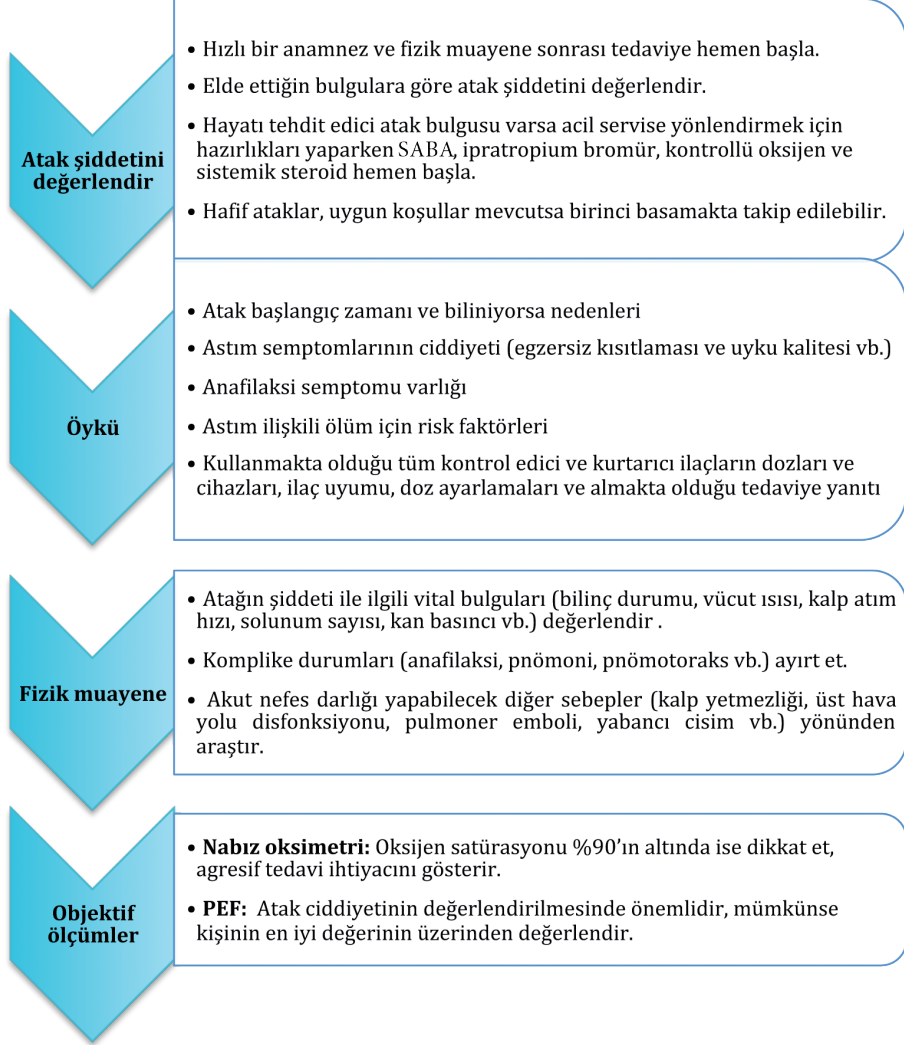 Atak şiddetini
değerlendir
• Hızlı bir anamnez ve fizik muayene sonrası tedaviye hemen başla.
• Elde ettiğin bulgulara göre atak şiddetini değerlendir.
• Hayatı tehdit edici atak bulgusu varsa acil servise yönlendirmek için
hazırlıkları yaparken SABA, ipratropium bromür, kontrollü oksijen ve
sistemik steroid hemen başla.
• Hafif ataklar, uygun koşullar mevcutsa birinci basamakta takip edilebilir.
Öykü
• Atak başlangıç zamanı ve biliniyorsa nedenleri
• Astım semptomlarının ciddiyeti (egzersiz kısıtlaması ve uyku kalitesi vb.)
• Anafilaksi semptomu varlığı
• Astım ilişkili ölüm için risk faktörleri
• Kullanmakta olduğu tüm kontrol edici ve kurtarıcı ilaçların dozları ve
cihazları, ilaç uyumu, doz ayarlamaları ve almakta olduğu tedaviye yanıtı
Fizik muayene
• Atağın şiddeti ile ilgili vital bulguları (bilinç durumu, vücut ısısı, kalp atım
hızı, solunum sayısı, kan basıncı vb.) değerlendir .
• Komplike durumları (anafilaksi, pnömoni, pnömotoraks vb.) ayırt et.
• Akut nefes darlığı yapabilecek diğer sebepler (kalp yetmezliği, üst hava
yolu disfonksiyonu, pulmoner emboli, yabancı cisim vb.) yönünden
araştır.
Objektif
ölçümler
• Nabız oksimetri: Oksijen satürasyonu %90’ın altında ise dikkat et,
agresif tedavi ihtiyacını gösterir.
• PEF: Atak ciddiyetinin değerlendirilmesinde önemlidir, mümkünse
kişinin en iyi değerinin üzerinden değerlendir.